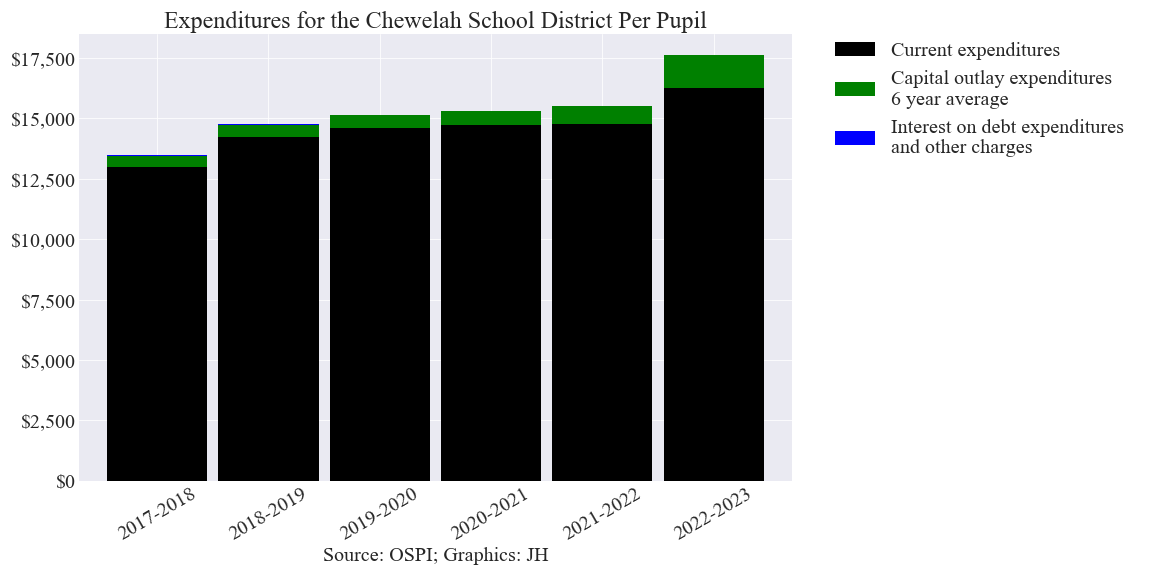 Expenditures for the Chewelah School District Per Pupil
$17,500
$15,000
$12,500
$10,000
$7,500
$5,000
$2,500
$0
2017-2018
2018-2019
2019-2020
2020-2021
2021-2022
2022-2023
Source: OSPI; Graphics: JH
Current expenditures
Capital outlay expenditures
6 year average
Interest on debt expenditures
and other charges